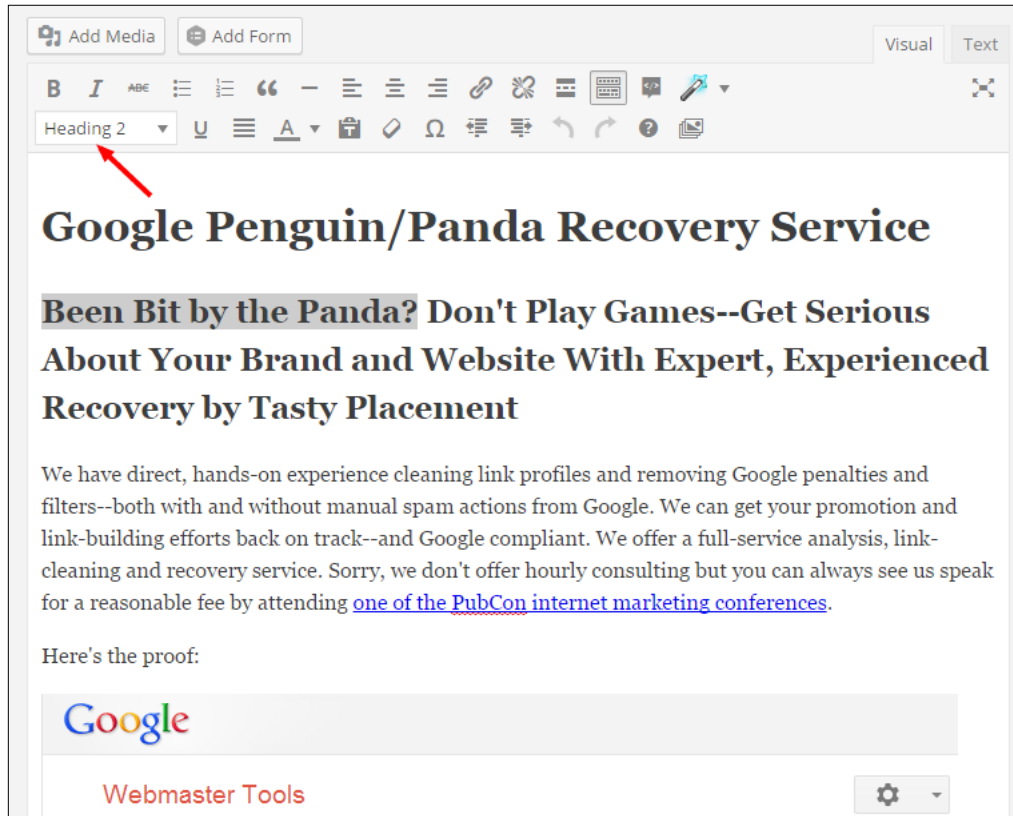 Add Media Add Form
Visual Text
B I ABE
Heading 2 U A Ω
Google Penguin/Panda Recovery Service
Been Bit by the Panda? Don't Play Games--Get Serious
About Your Brand and Website With Expert, Experienced
Recovery by Tasty Placement
We have direct, hands-on experience cleaning link profiles and removing Google penalties and
filters--both with and without manual spam actions from Google. We can get your promotion and
link-building efforts back on track--and Google compliant. We offer a full-service analysis, link-
cleaning and recovery service. Sorry, we don't offer hourly consulting but you can always see us speak
for a reasonable fee by attending one of the PubCon internet marketing conferences.
Here's the proof:
Google
Webmaster Tools